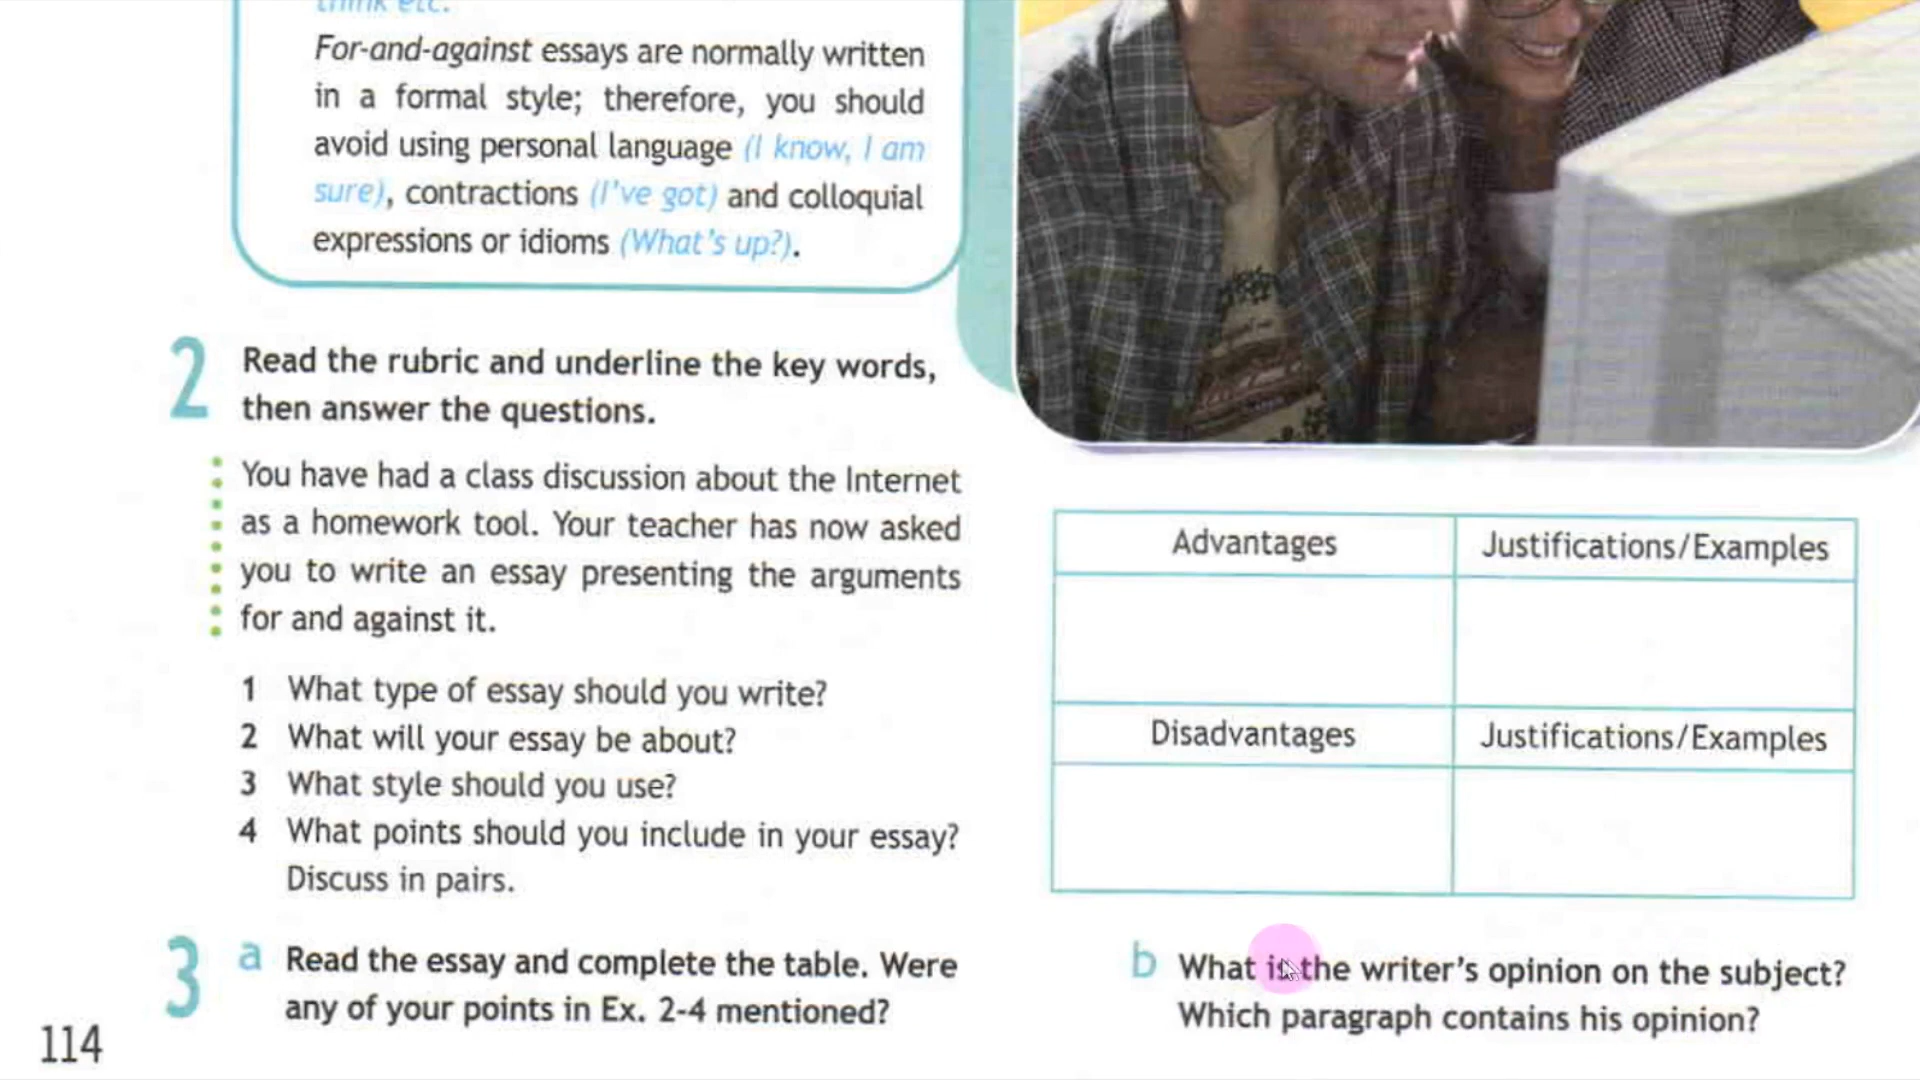 think etc.
For-and-against essays are normally written
in a formal style; therefore, you should
avoid using personal language (I know, I am
sure), contractions (I've got) and colloquial
expressions or idioms (What's up?).
2 Read the rubric and underline the key words,
then answer the questions.
You have had a class discussion about the Internet
as a homework tool. Your teacher has now asked
you to write an essay presenting the arguments
for and against it.
1 What type of essay should you write?
2 What will your essay be about?
3 What style should you use?
4 What points should you include in your essay?
Discuss in pairs.
3 a Read the essay and complete the table. Were
any of your points in Ex. 2-4 mentioned?
114
Advantages Justifications/Examples
Disadvantages Justifications/Examples
b What is the writer's opinion on the subject?
Which paragraph contains his opinion?